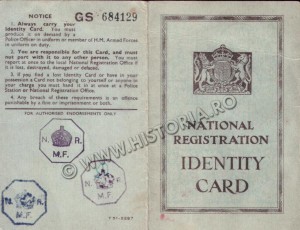 NOTICE
GS 684129
1. Always carry your
Identity Card. You must
produce it on demand by a
Police Officer in uniform or member of H.M. Armed Forces
in uniform on duty.
2. You are responsible for this Card, and must
not part with it to any other person. You must
report at once to the local National Registration Office if
it is lost, destroyed, damaged or defaced.
3. If you find a lost Identity Card or have in your
possession a Card not belonging to yourself or anyone in
your charge you must hand it in at once at a Police
Station or National Registration Office.
4. Any breach of these requirements is an offence
punishable by a fine or imprisonment or both.
FOR AUTHORISED ENDORSEMENTS ONLY
N. R.
M.F.
N. R.
M.F.
N. R.
M.F.
NATIONAL
REGISTRATION
IDENTITY
CARD
© WWW.HISTORIA.RO